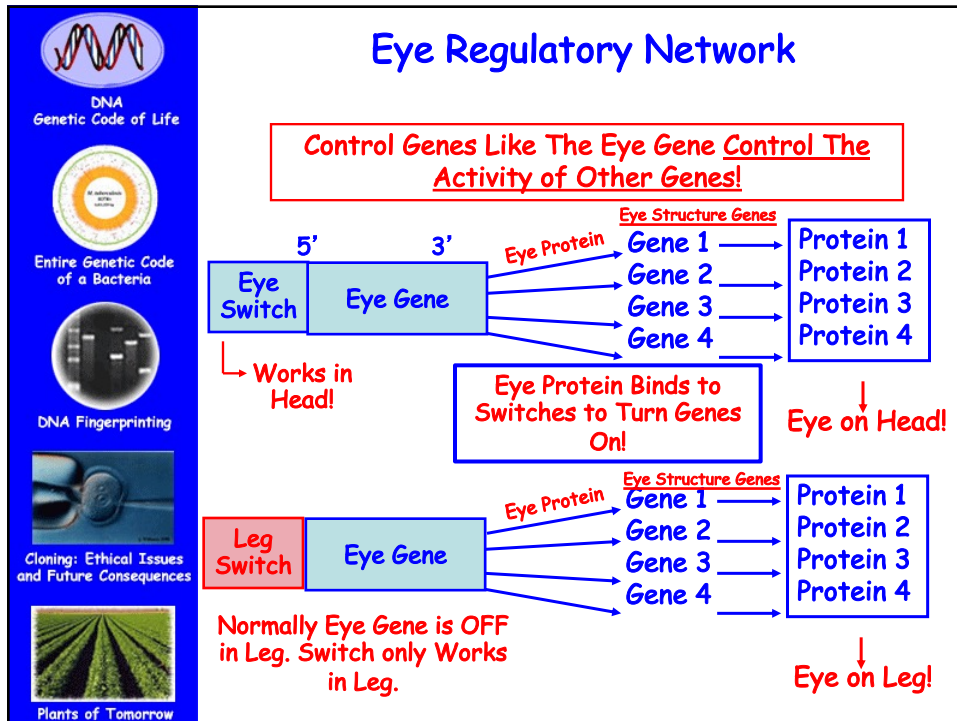 DNA
Genetic Code of Life
Entire Genetic Code
of a Bacteria
DNA Fingerprinting
Cloning: Ethical Issues
and Future Consequences
Plants of Tomorrow
Eye Regulatory Network
Control Genes Like The Eye Gene Control The
Activity of Other Genes!
5’
3’
Eye
Switch
Eye Gene
Works in
Head!
Eye Protein
Eye Structure Genes
Gene 1
Gene 2
Gene 3
Gene 4
Protein 1
Protein 2
Protein 3
Protein 4
Eye on Head!
Eye Protein Binds to
Switches to Turn Genes
On!
Leg
Switch
Eye Gene
Normally Eye Gene is OFF
in Leg. Switch only Works
in Leg.
Eye Protein
Eye Structure Genes
Gene 1
Gene 2
Gene 3
Gene 4
Protein 1
Protein 2
Protein 3
Protein 4
Eye on Leg!